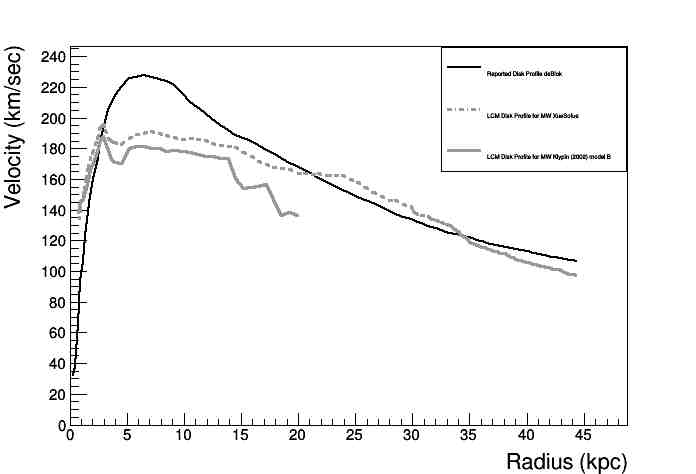 Velocity (km/sec)
240
220
200
180
160
140
120
100
80
60
40
20
0
Reported Disk Profile deBlok
LCM Disk Profile for MW XueSofue
LCM Disk Profile for MW Klypin (2002) model B
0 5 10 15 20 25 30 35 40 45
Radius (kpc)